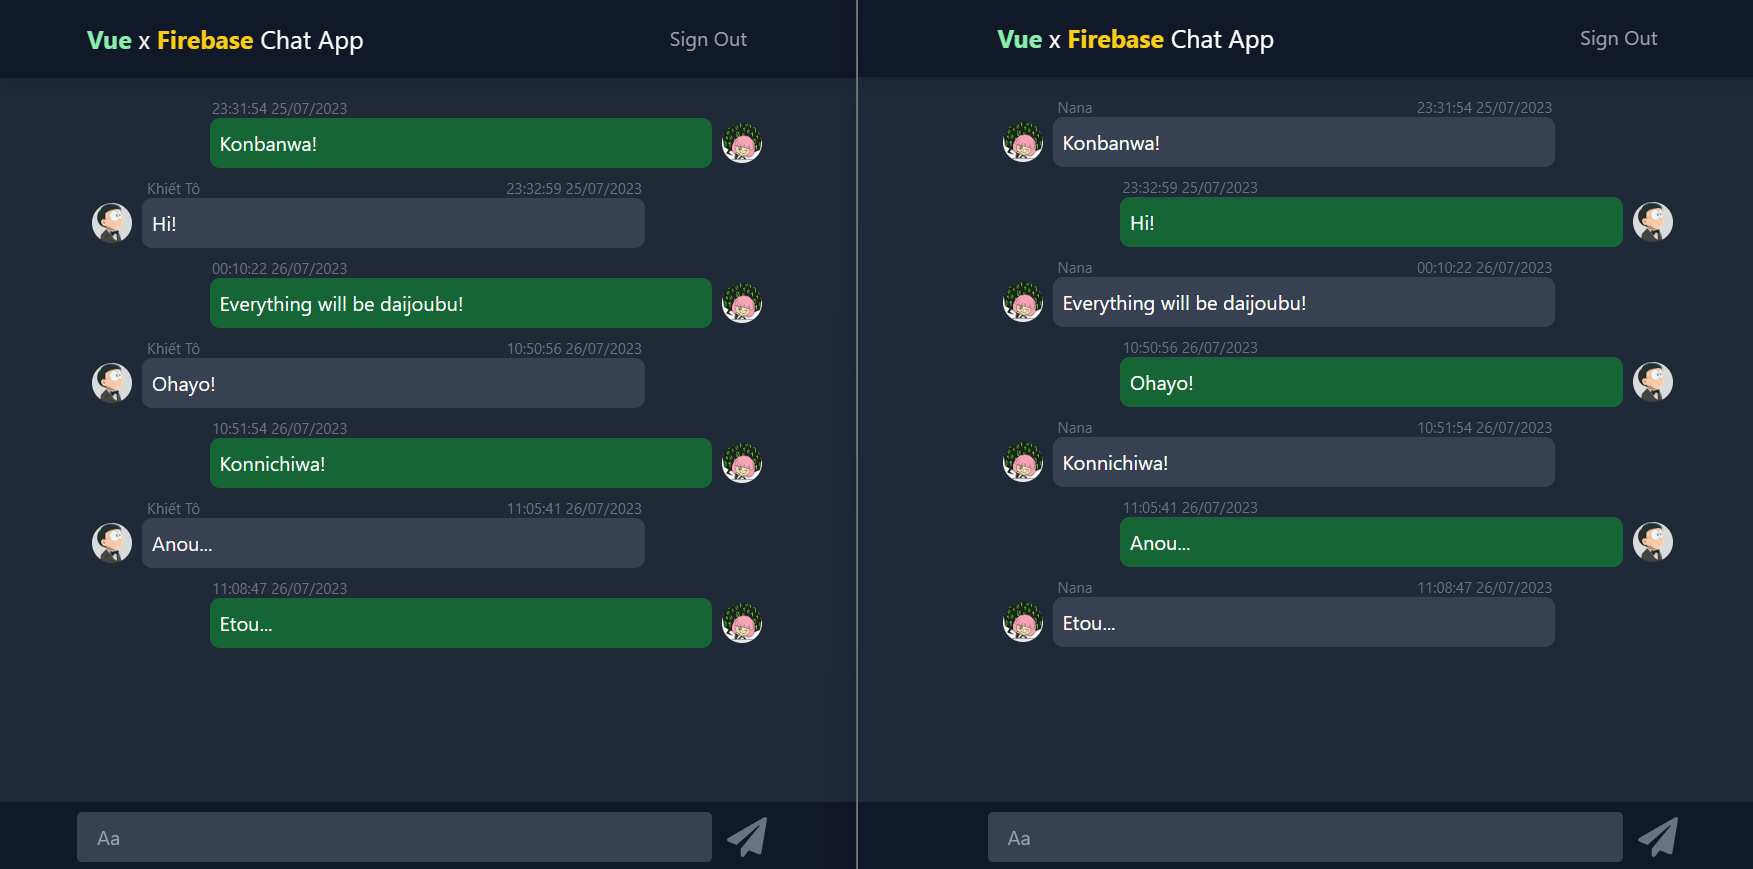 Vue x Firebase Chat App
Sign Out
23:31:54 25/07/2023
Konbanwa!
Khiết Tô
23:32:59 25/07/2023
Hi!
00:10:22 26/07/2023
Everything will be daijoubu!
Khiết Tô
10:50:56 26/07/2023
Ohayo!
10:51:54 26/07/2023
Konnichiwa!
Khiết Tô
11:05:41 26/07/2023
Anou...
11:08:47 26/07/2023
Etou...
Aa
Vue x Firebase Chat App
Sign Out
Nana
23:31:54 25/07/2023
Konbanwa!
23:32:59 25/07/2023
Hi!
Nana
00:10:22 26/07/2023
Everything will be daijoubu!
10:50:56 26/07/2023
Ohayo!
Nana
10:51:54 26/07/2023
Konnichiwa!
11:05:41 26/07/2023
Anou...
Nana
11:08:47 26/07/2023
Etou...
Aa